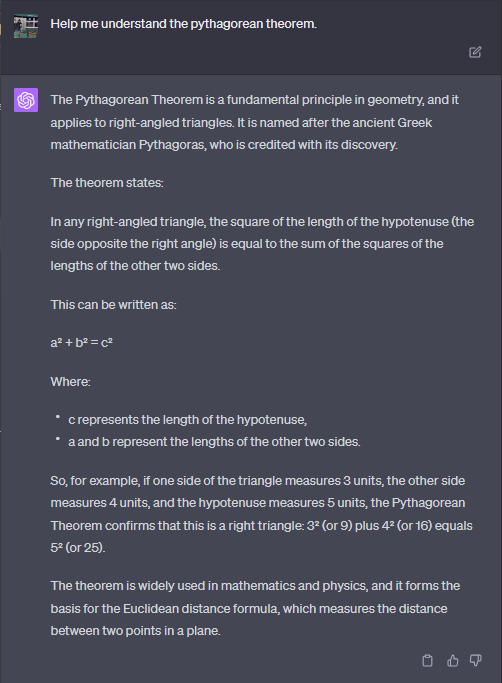 Help me understand the pythagorean theorem.
The Pythagorean Theorem is a fundamental principle in geometry, and it
applies to right-angled triangles. It is named after the ancient Greek
mathematician Pythagoras, who is credited with its discovery.
The theorem states:
In any right-angled triangle, the square of the length of the hypotenuse (the
side opposite the right angle) is equal to the sum of the squares of the
lengths of the other two sides.
This can be written as:
a² + b² = c²
Where:
• c represents the length of the hypotenuse,
• a and b represent the lengths of the other two sides.
So, for example, if one side of the triangle measures 3 units, the other side
measures 4 units, and the hypotenuse measures 5 units, the Pythagorean
Theorem confirms that this is a right triangle: 3² (or 9) plus 4² (or 16) equals
5² (or 25).
The theorem is widely used in mathematics and physics, and it forms the
basis for the Euclidean distance formula, which measures the distance
between two points in a plane.